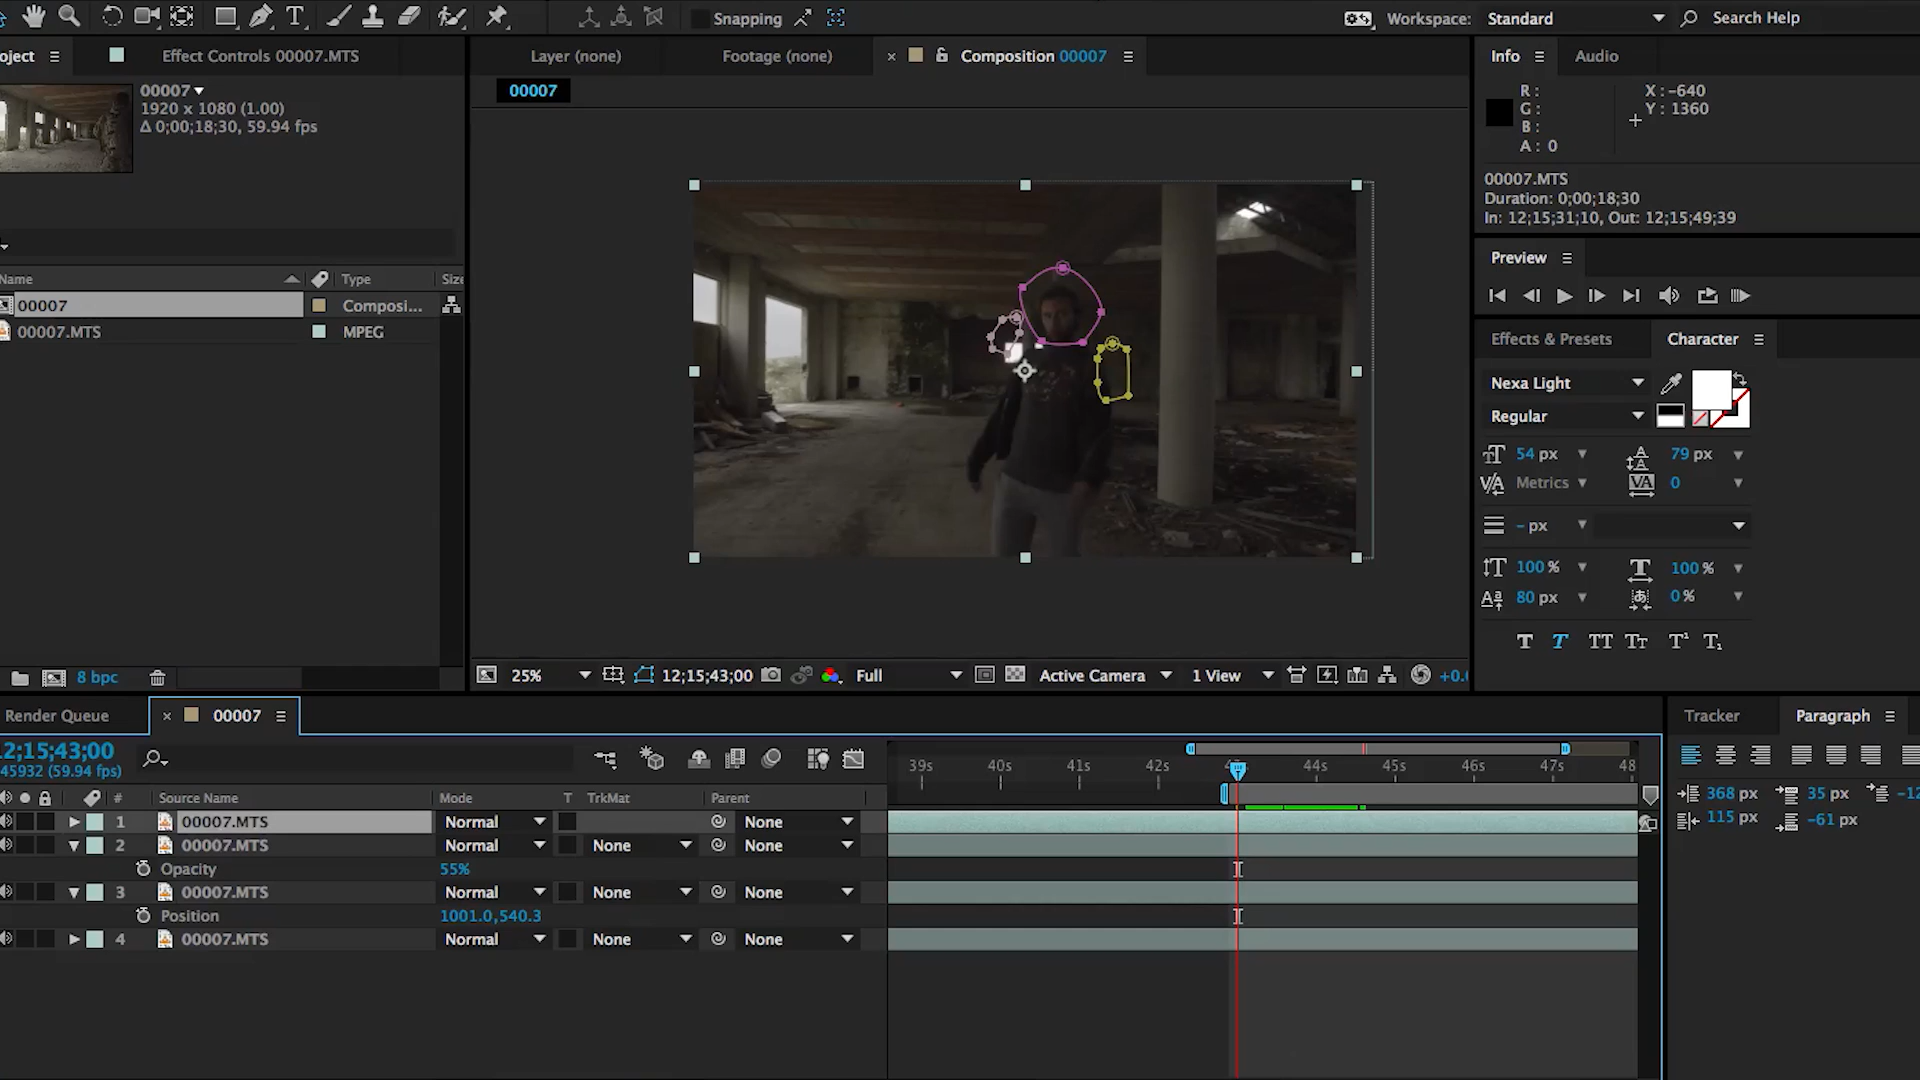 Snapping
Workspace: Standard
Search Help
oject
Effect Controls 00007.MTS
Layer (none)
Footage (none)
Composition 00007
Info
Audio
00007
1920 x 1080 (1.00)
Δ 0;00;18;30, 59.94 fps
00007
R :
G :
B :
A : 0
X : -640
Y : 1360
00007.MTS
Duration: 0;00;18;30
In: 12;15;31;10, Out: 12;15;49;39
Preview
Name
Type
Size
00007
Composi...
00007.MTS
MPEG
Effects & Presets
Character
Nexa Light
Regular
54 px
79 px
Metrics
0
- px
100 %
100 %
80 px
0 %
T T TT Tt T¹ T₁
8 bpc
25%
12;15;43;00
Full
Active Camera
1 View
+0.0
Render Queue
00007
Tracker
Paragraph
12;15;43;00
45932 (59.94 fps)
39s 40s 41s 42s 44s 45s 46s 47s 48
# Source Name Mode T TrkMat Parent
1 00007.MTS Normal None
2 00007.MTS Normal None None
Opacity 55%
3 00007.MTS Normal None None
Position 1001.0,540.3
4 00007.MTS Normal None None
368 px
35 px
-12
115 px
-61 px